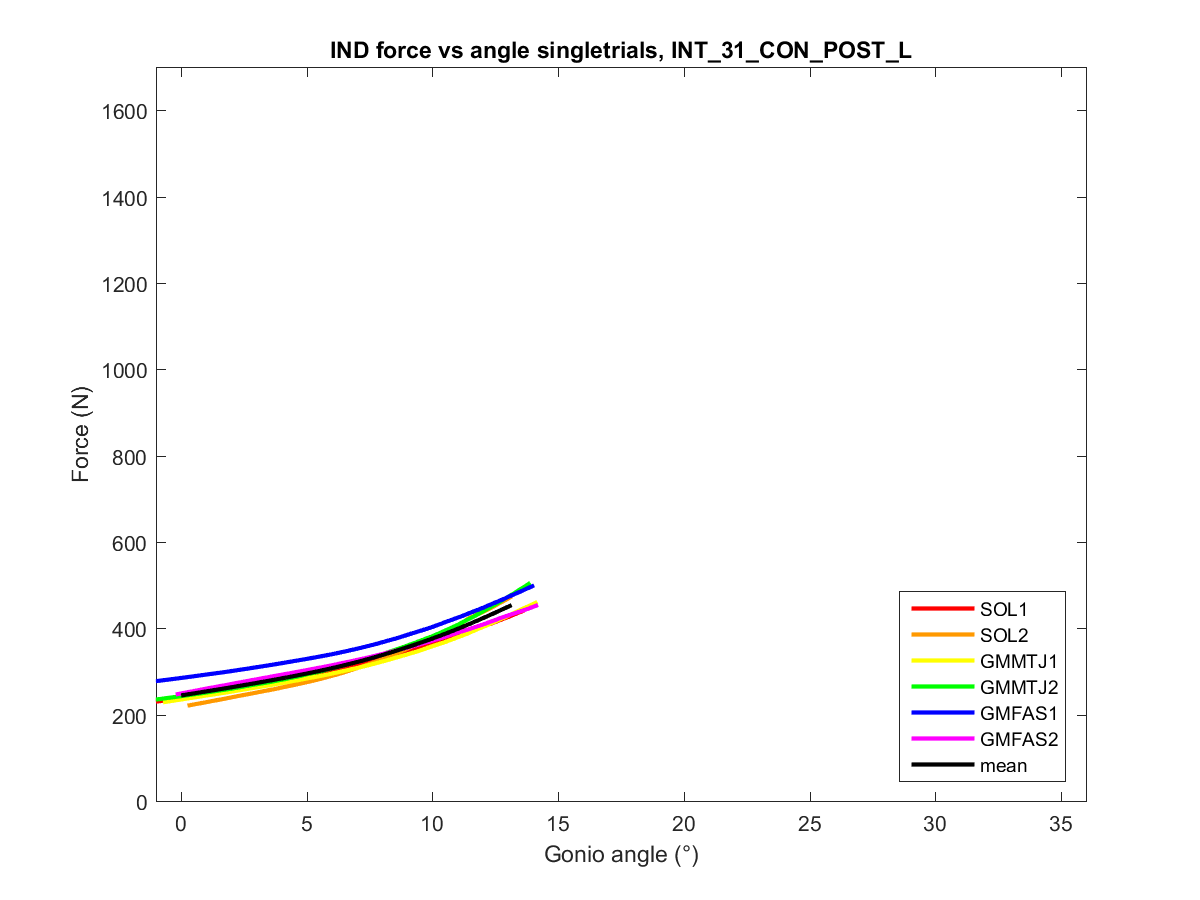 IND force vs angle singletrials, INT_31_CON_POST_L
1600
1400
1200
1000
800
600
400
200
0
Force (N)
0 5 10 15 20 25 30 35
Gonio angle (°)
SOL1
SOL2
GMMTJ1
GMMTJ2
GMFAS1
GMFAS2
mean